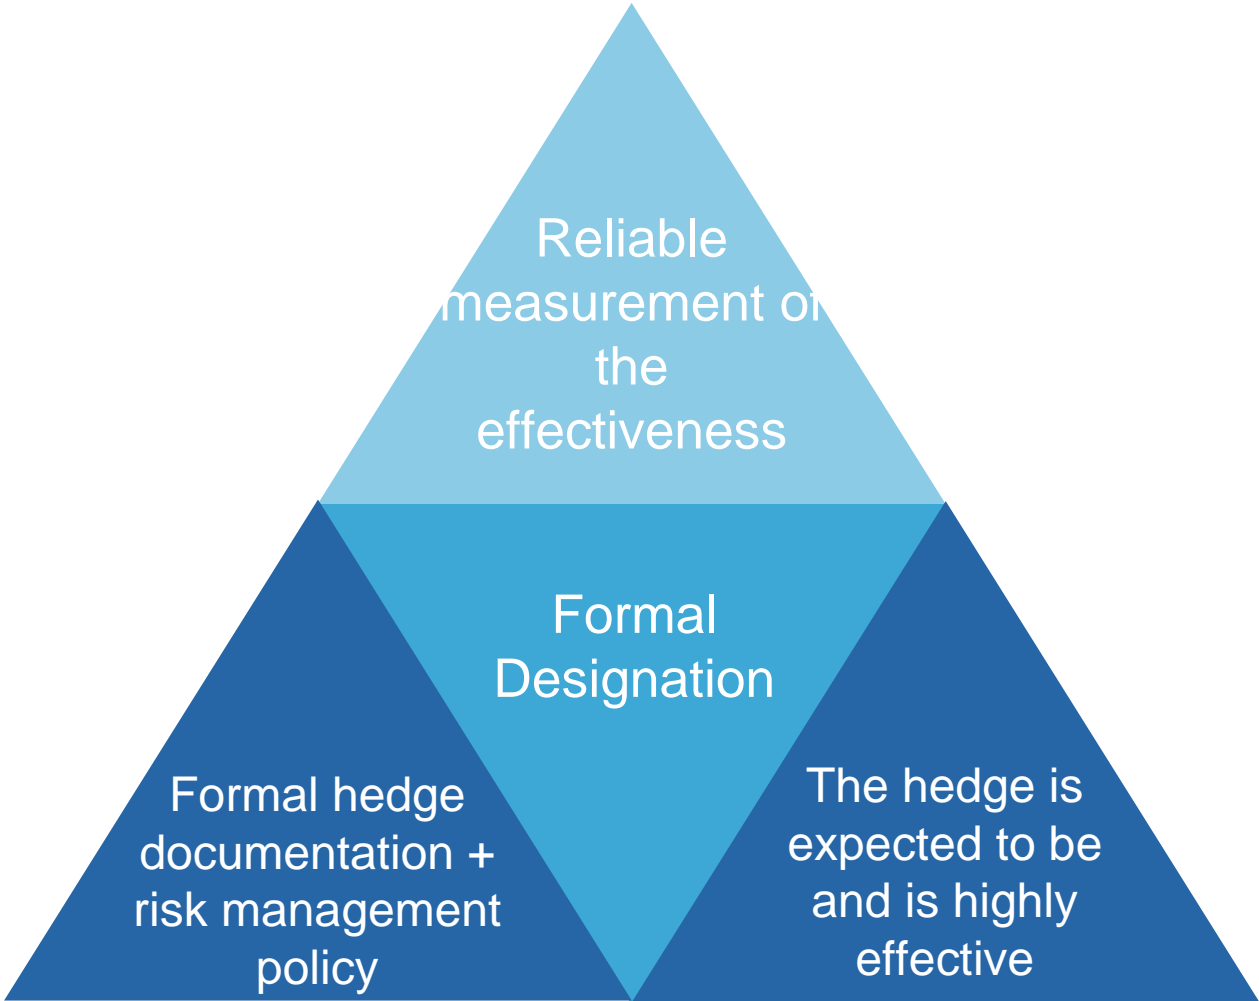 Reliable
measurement of
the
effectiveness
Formal
Designation
Formal hedge
documentation +
risk management
policy
The hedge is
expected to be
and is highly
effective